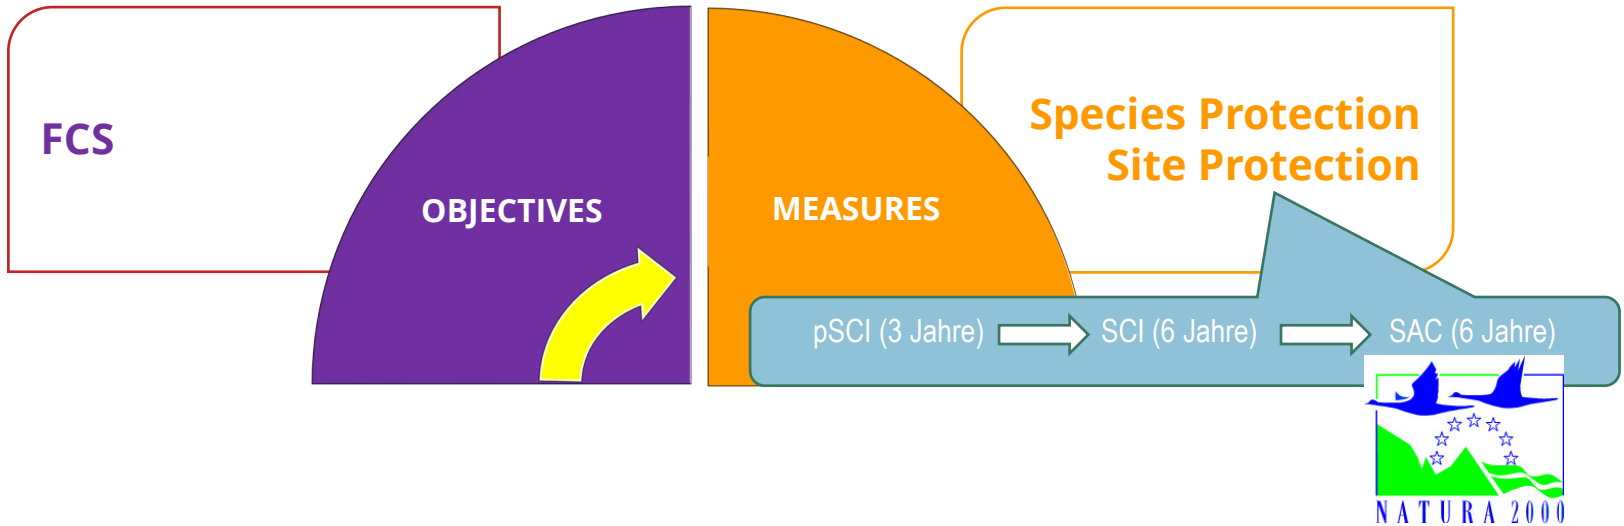 FCS
OBJECTIVES
MEASURES
Species Protection
Site Protection
pSCI (3 Jahre)
SCI (6 Jahre)
SAC (6 Jahre)
NATURA 2000